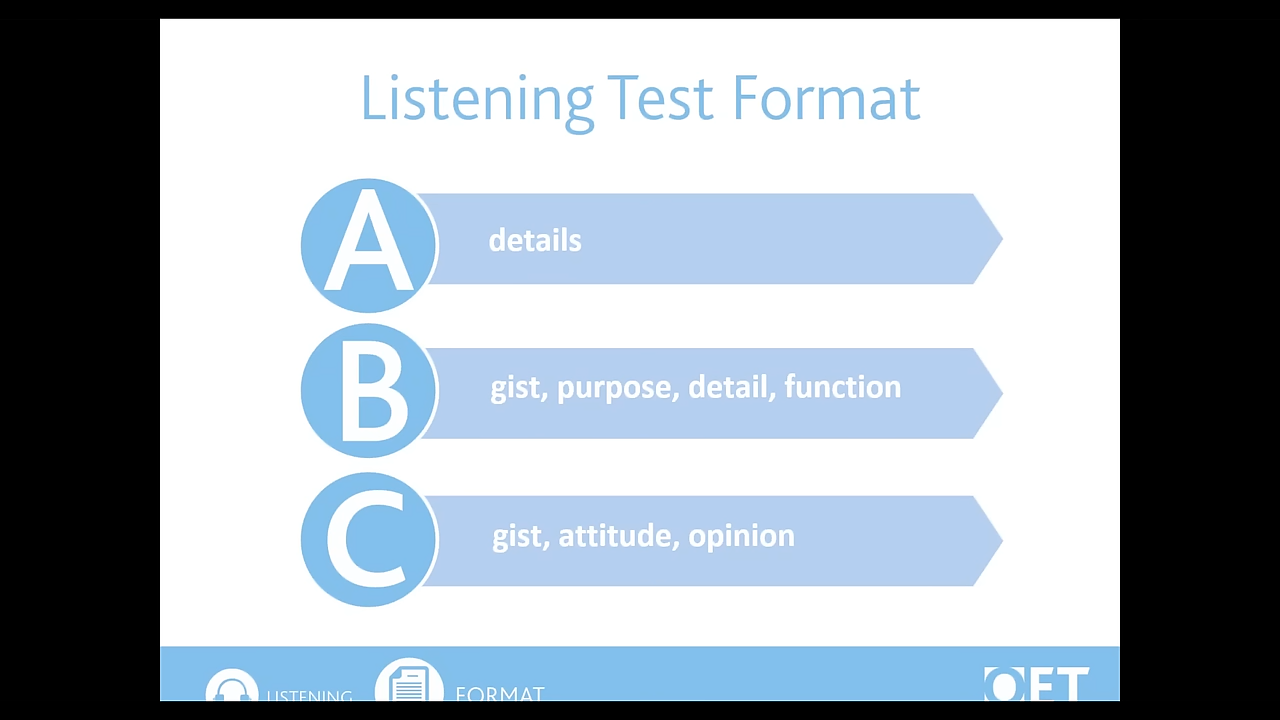 Listening Test Format
A
details
B
gist, purpose, detail, function
C
gist, attitude, opinion
LISTENING
FORMAT
OET